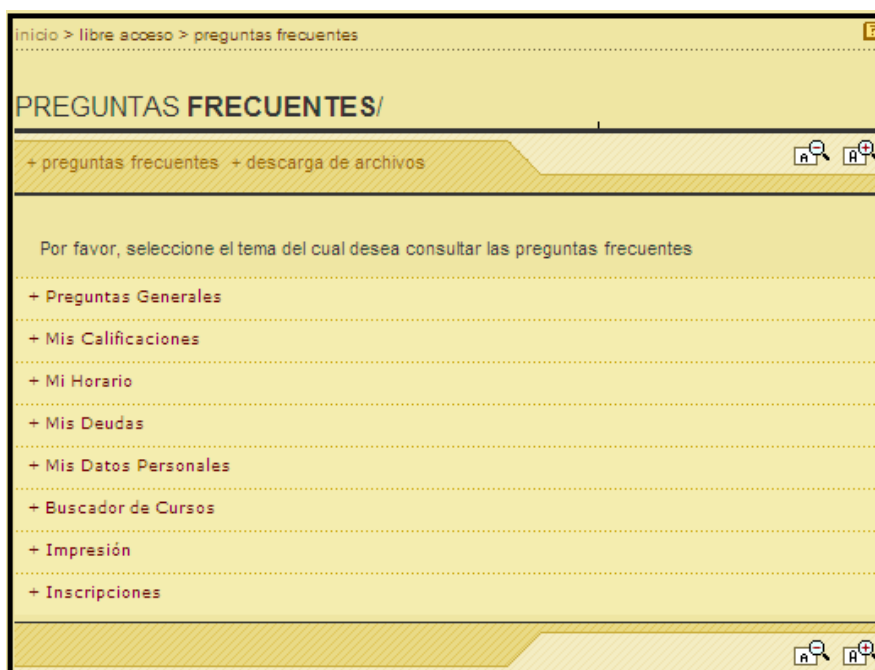 inicio > libre acceso > preguntas frecuentes
PREGUNTAS FRECUENTES/
+ preguntas frecuentes + descarga de archivos
Por favor, seleccione el tema del cual desea consultar las preguntas frecuentes
+ Preguntas Generales
+ Mis Calificaciones
+ Mi Horario
+ Mis Deudas
+ Mis Datos Personales
+ Buscador de Cursos
+ Impresión
+ Inscripciones